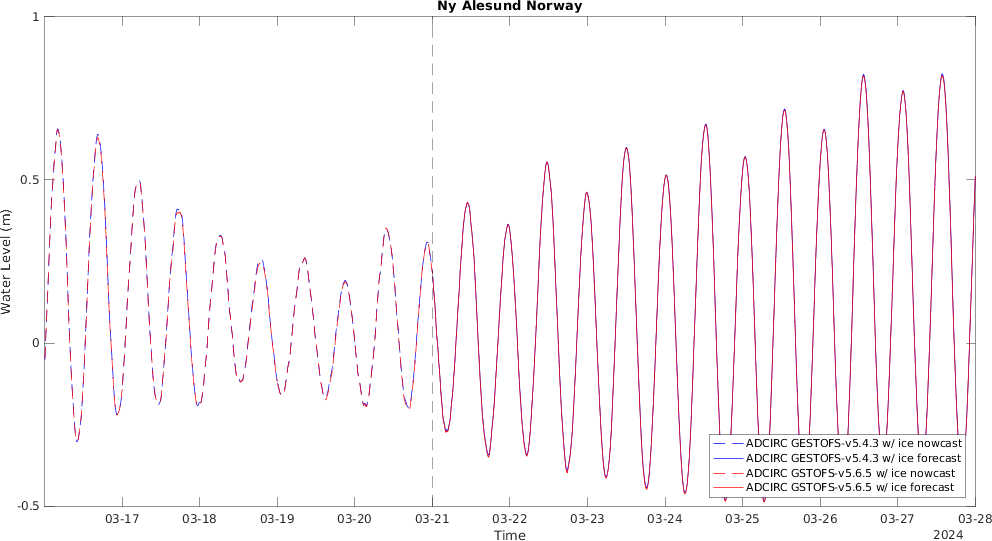 Ny Alesund Norway
Water Level (m)
1
0.5
0
-0.5
ADCIRC GESTOFS-v5.4.3 w/ ice nowcast
ADCIRC GESTOFS-v5.4.3 w/ ice forecast
ADCIRC GSTOFS-v5.6.5 w/ ice nowcast
ADCIRC GSTOFS-v5.6.5 w/ ice forecast
03-17 03-18 03-19 03-20 03-21 03-22 03-23 03-24 03-25 03-26 03-27 03-28
Time
2024